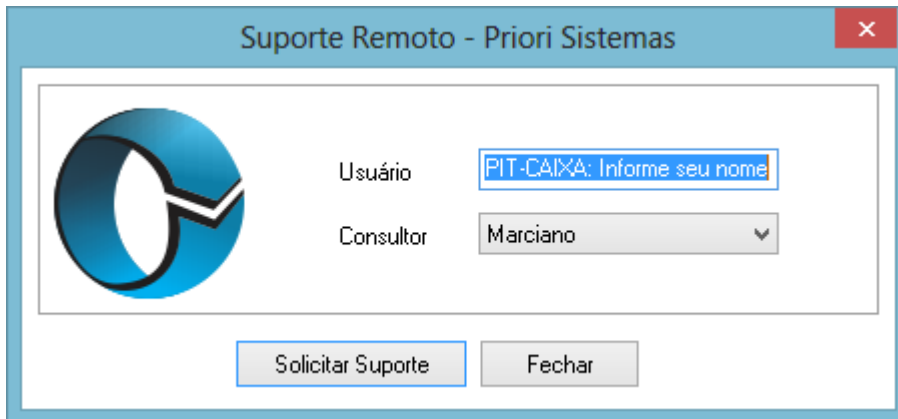 Suporte Remoto - Priori Sistemas
Usuário PIT-CAIXA: Informe seu nome
Consultor Marciano
Solicitar Suporte Fechar